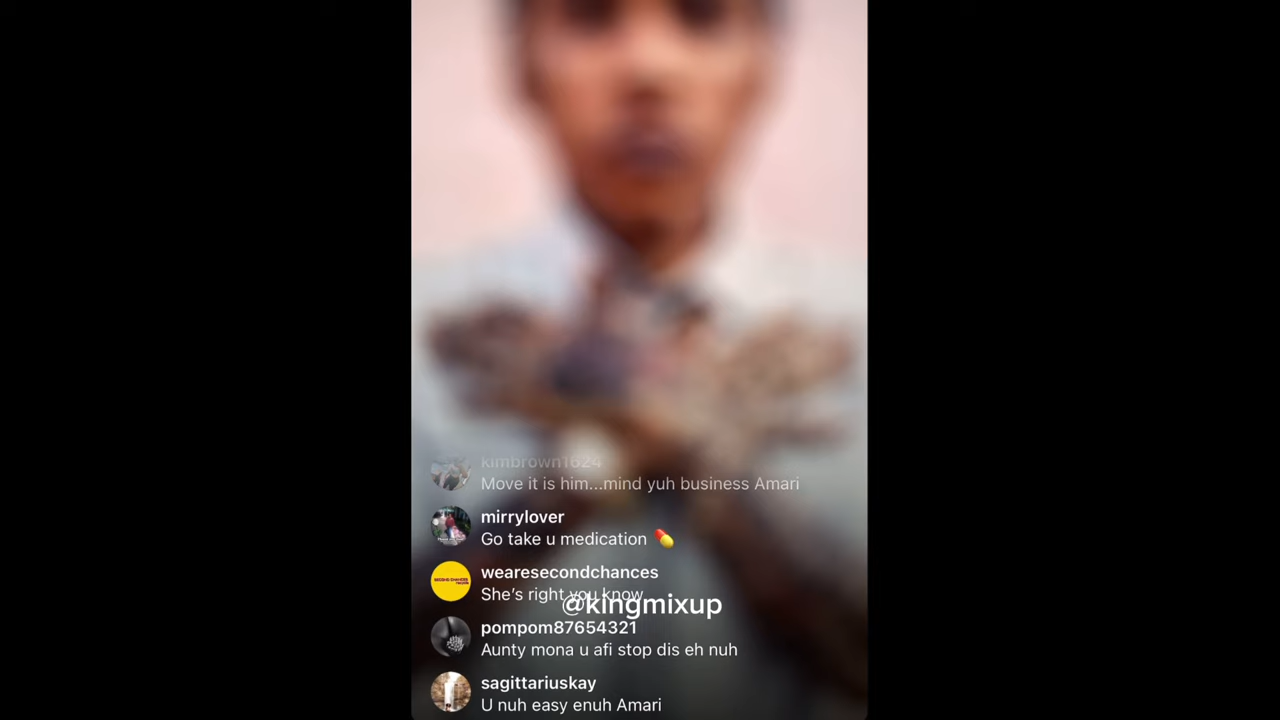 kimbrown1624
Move it is him...mind yuh business Amari
mirrylover
Go take u medication 💊
wearesecondchances
She’s right you know
@kingmixup
pompom87654321
Aunty mona u afi stop dis eh nuh
sagittariuskay
U nuh easy enuh Amari